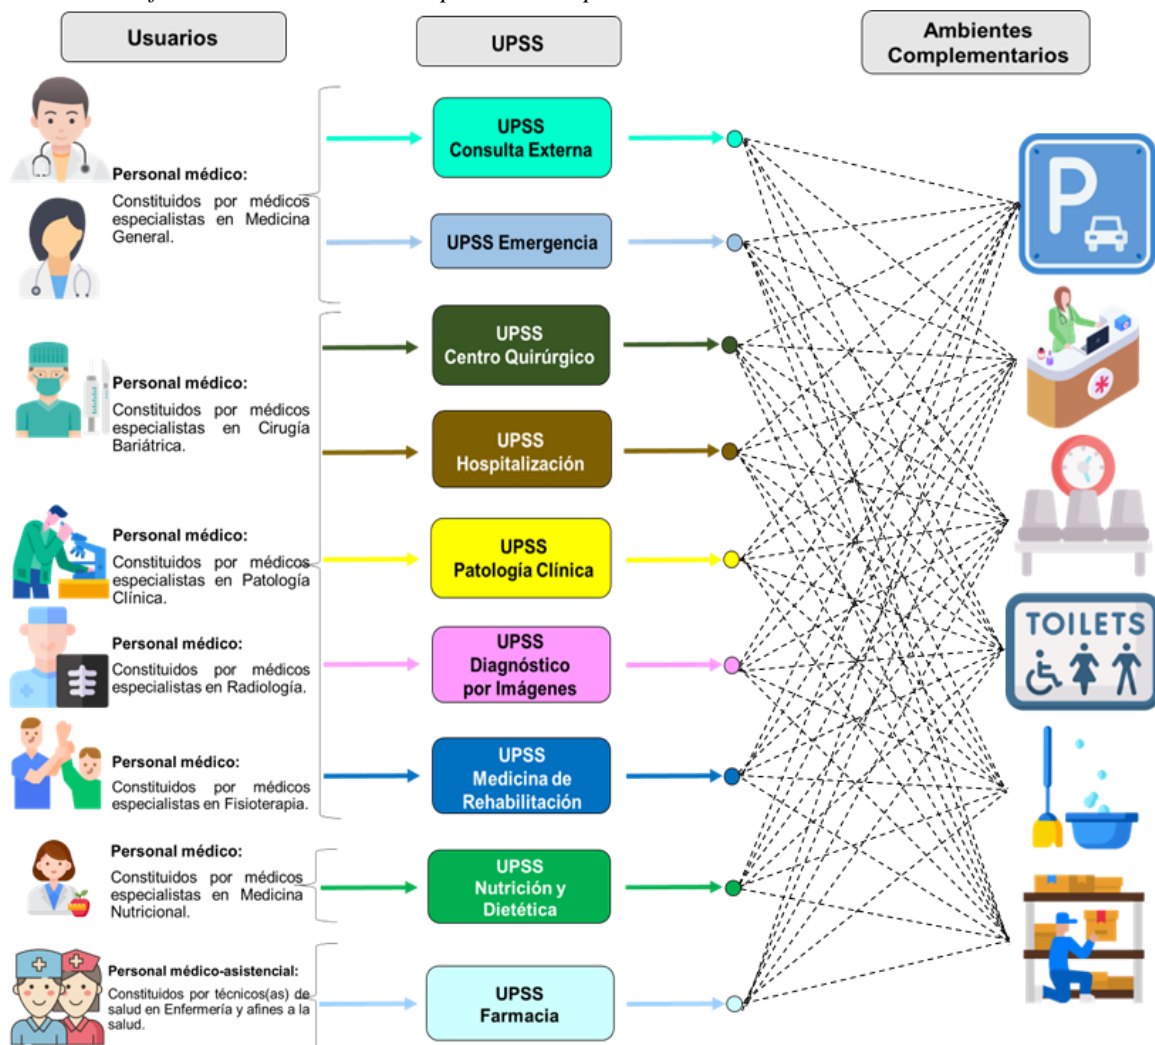 Usuarios
UPSS
Ambientes
Complementarios
Personal médico:
Constituidos por médicos
especialistas en Medicina
General.
UPSS
Consulta Externa
UPSS Emergencia
Personal médico:
Constituidos por médicos
especialistas en Cirugía
Bariátrica.
UPSS
Centro Quirúrgico
UPSS
Hospitalización
Personal médico:
Constituidos por médicos
especialistas en Patología
Clínica.
UPSS
Patología Clínica
Personal médico:
Constituidos por médicos
especialistas en Radiología.
UPSS
Diagnóstico
por Imágenes
Personal médico:
Constituidos por médicos
especialistas en Fisioterapia.
UPSS
Medicina de
Rehabilitación
Personal médico:
Constituidos por médicos
especialistas en Medicina
Nutricional.
UPSS
Nutrición y
Dietética
Personal médico-asistencial:
Constituidos por técnicos(as) de
salud en Enfermería y afines a la
salud.
UPSS
Farmacia
P
TOILETS